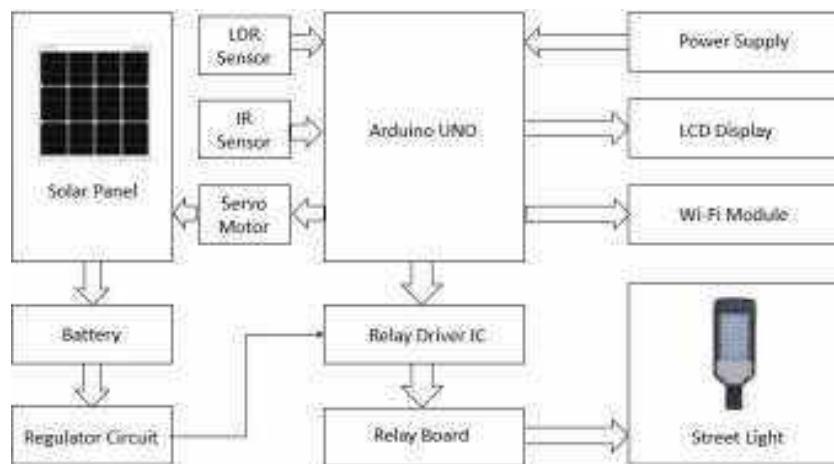 LDR
Sensor
Power Supply
IR
Sensor
Arduino UNO
LCD Display
Solar Panel
Servo
Motor
Wi-Fi Module
Battery
Relay Driver IC
Regulator Circuit
Relay Board
Street Light